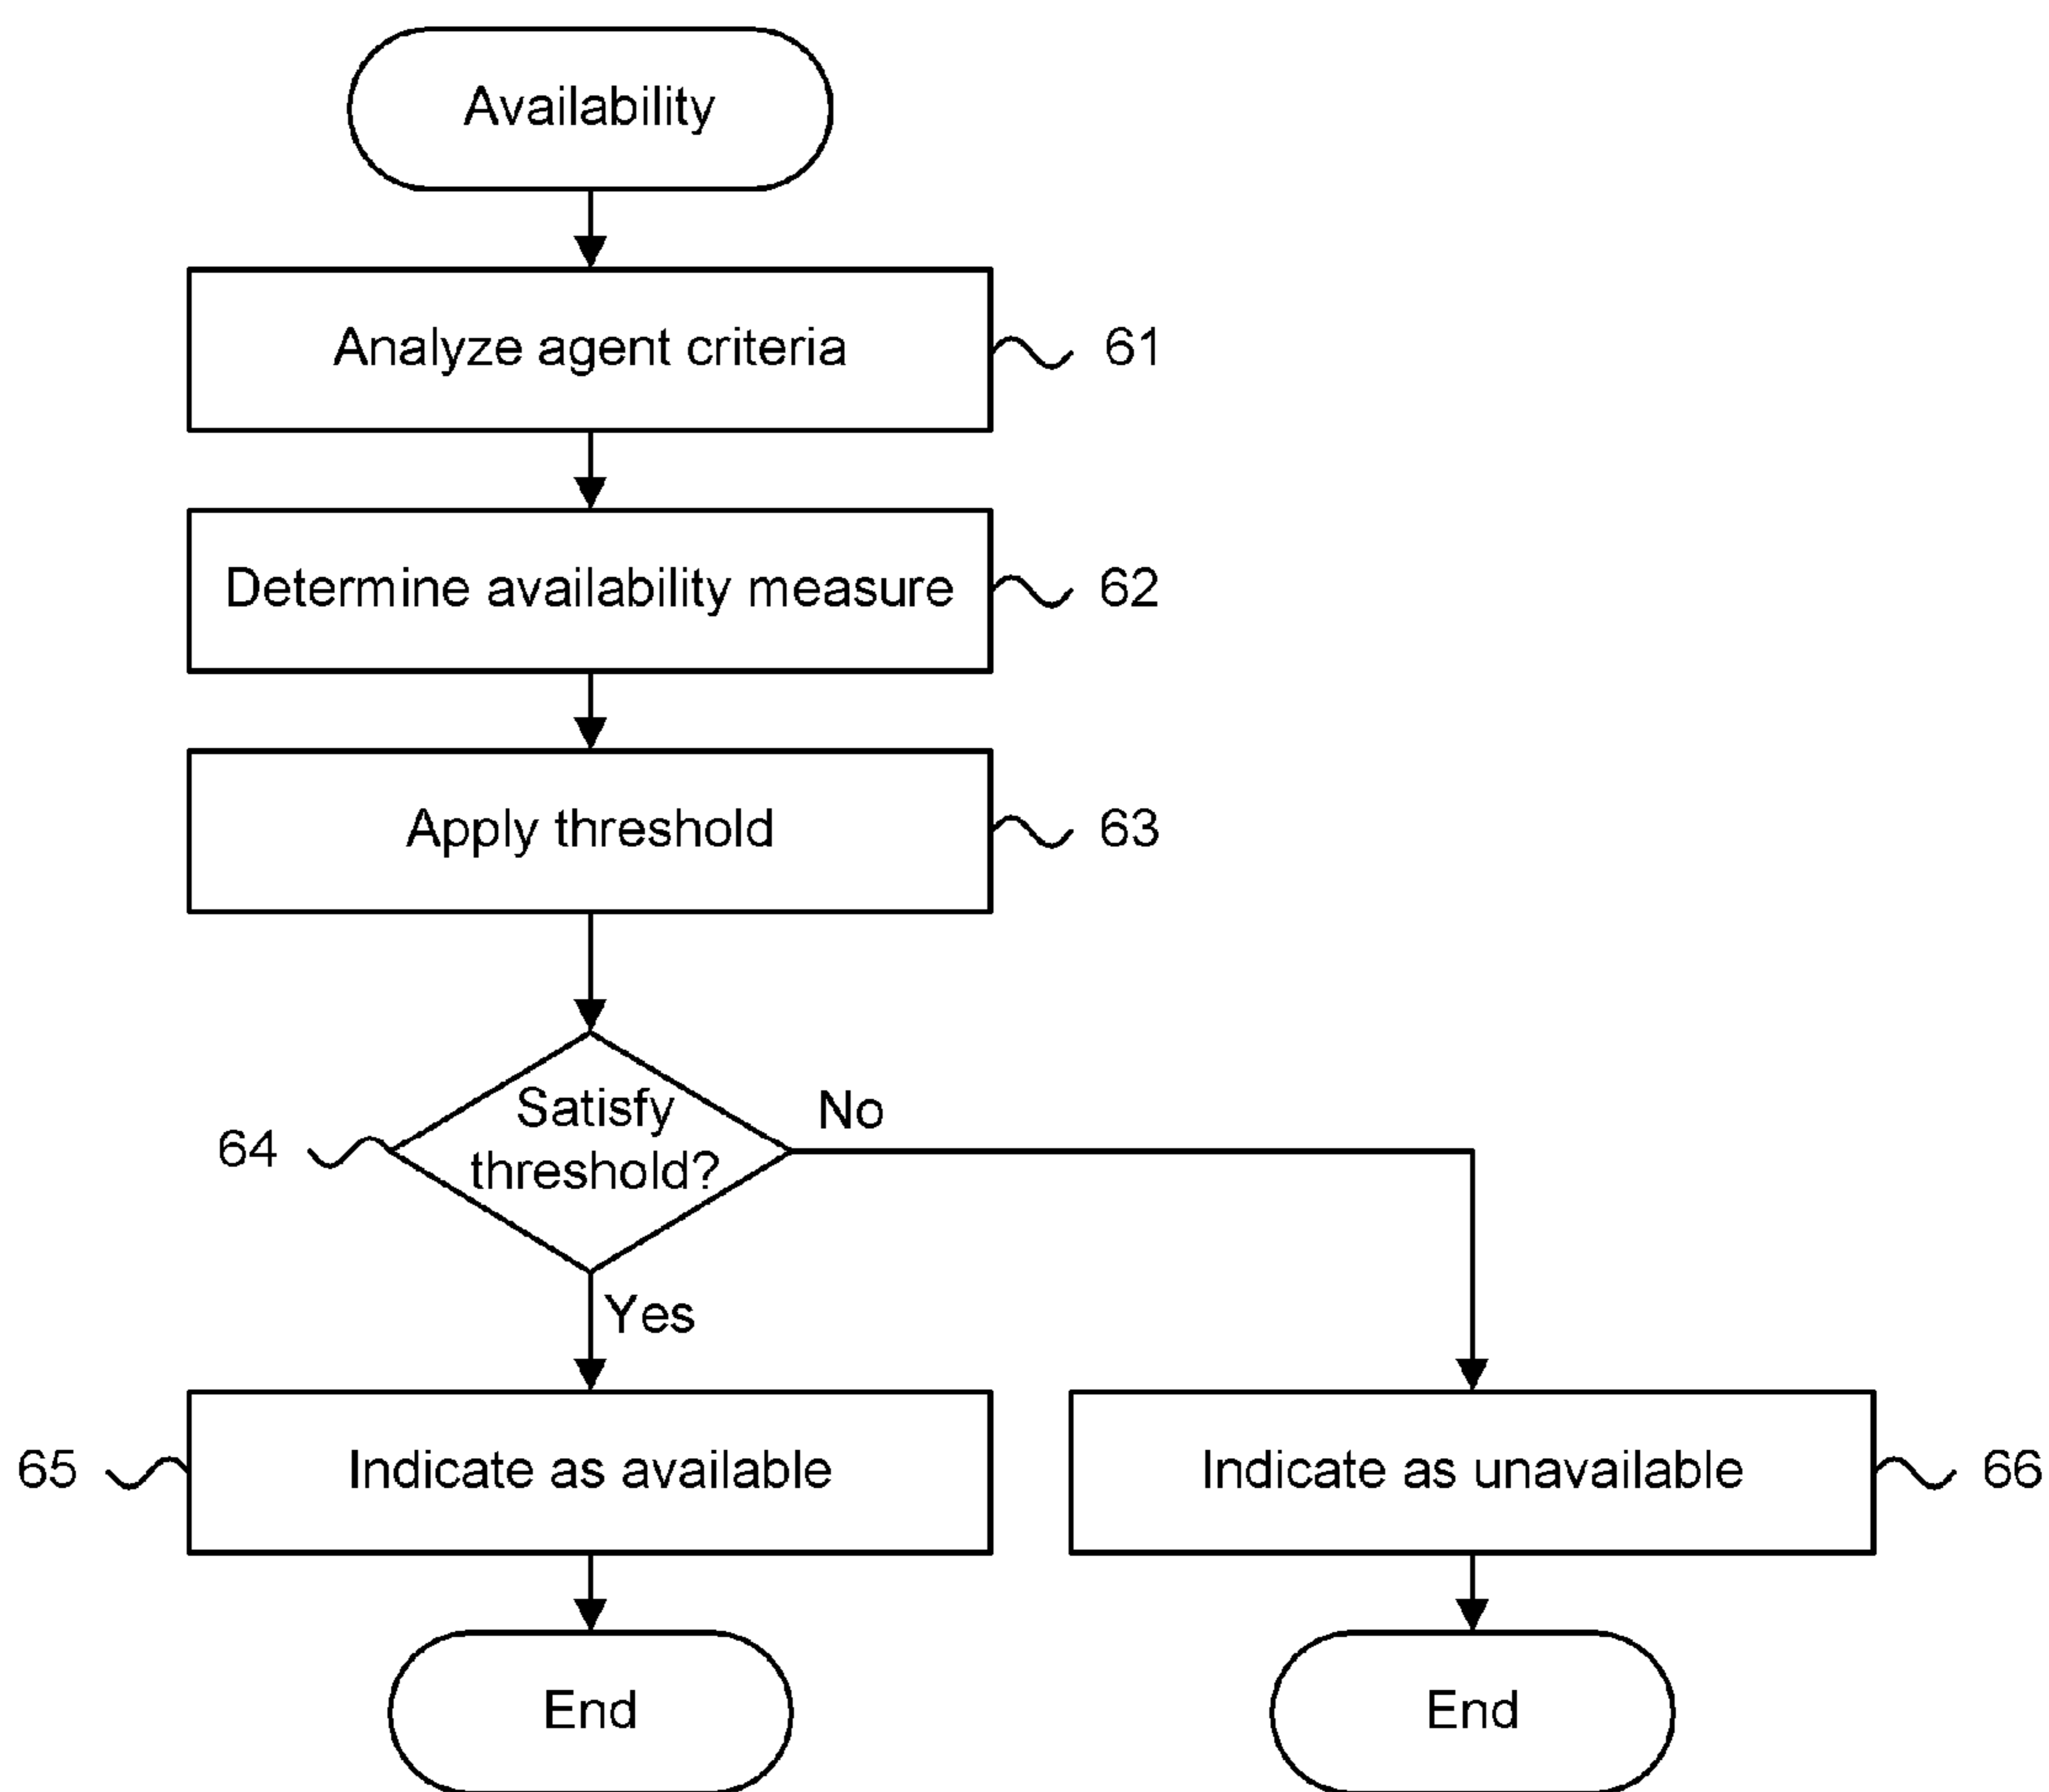 Availability
Analyze agent criteria
61
Determine availability measure
62
Apply threshold
63
Satisfy
threshold?
64
No
Yes
65
Indicate as available
Indicate as unavailable
66
End
End